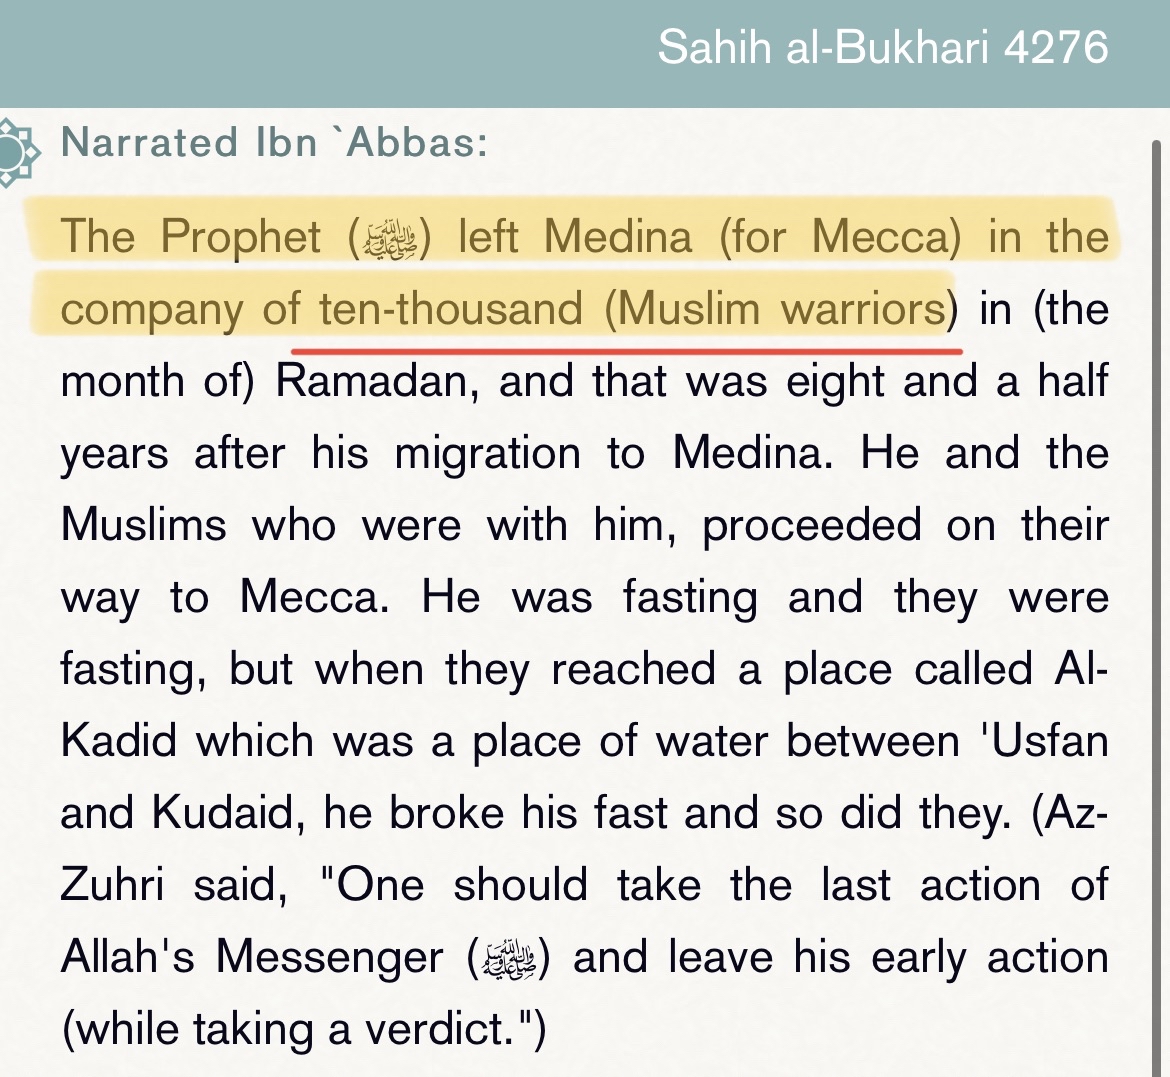 Sahih al-Bukhari 4276
Narrated Ibn `Abbas:
The Prophet (ﷺ) left Medina (for Mecca) in the
company of ten-thousand (Muslim warriors) in (the
month of) Ramadan, and that was eight and a half
years after his migration to Medina. He and the
Muslims who were with him, proceeded on their
way to Mecca. He was fasting and they were
fasting, but when they reached a place called Al-
Kadid which was a place of water between 'Usfan
and Kudaid, he broke his fast and so did they. (Az-
Zuhri said, "One should take the last action of
Allah's Messenger (ﷺ) and leave his early action
(while taking a verdict.")